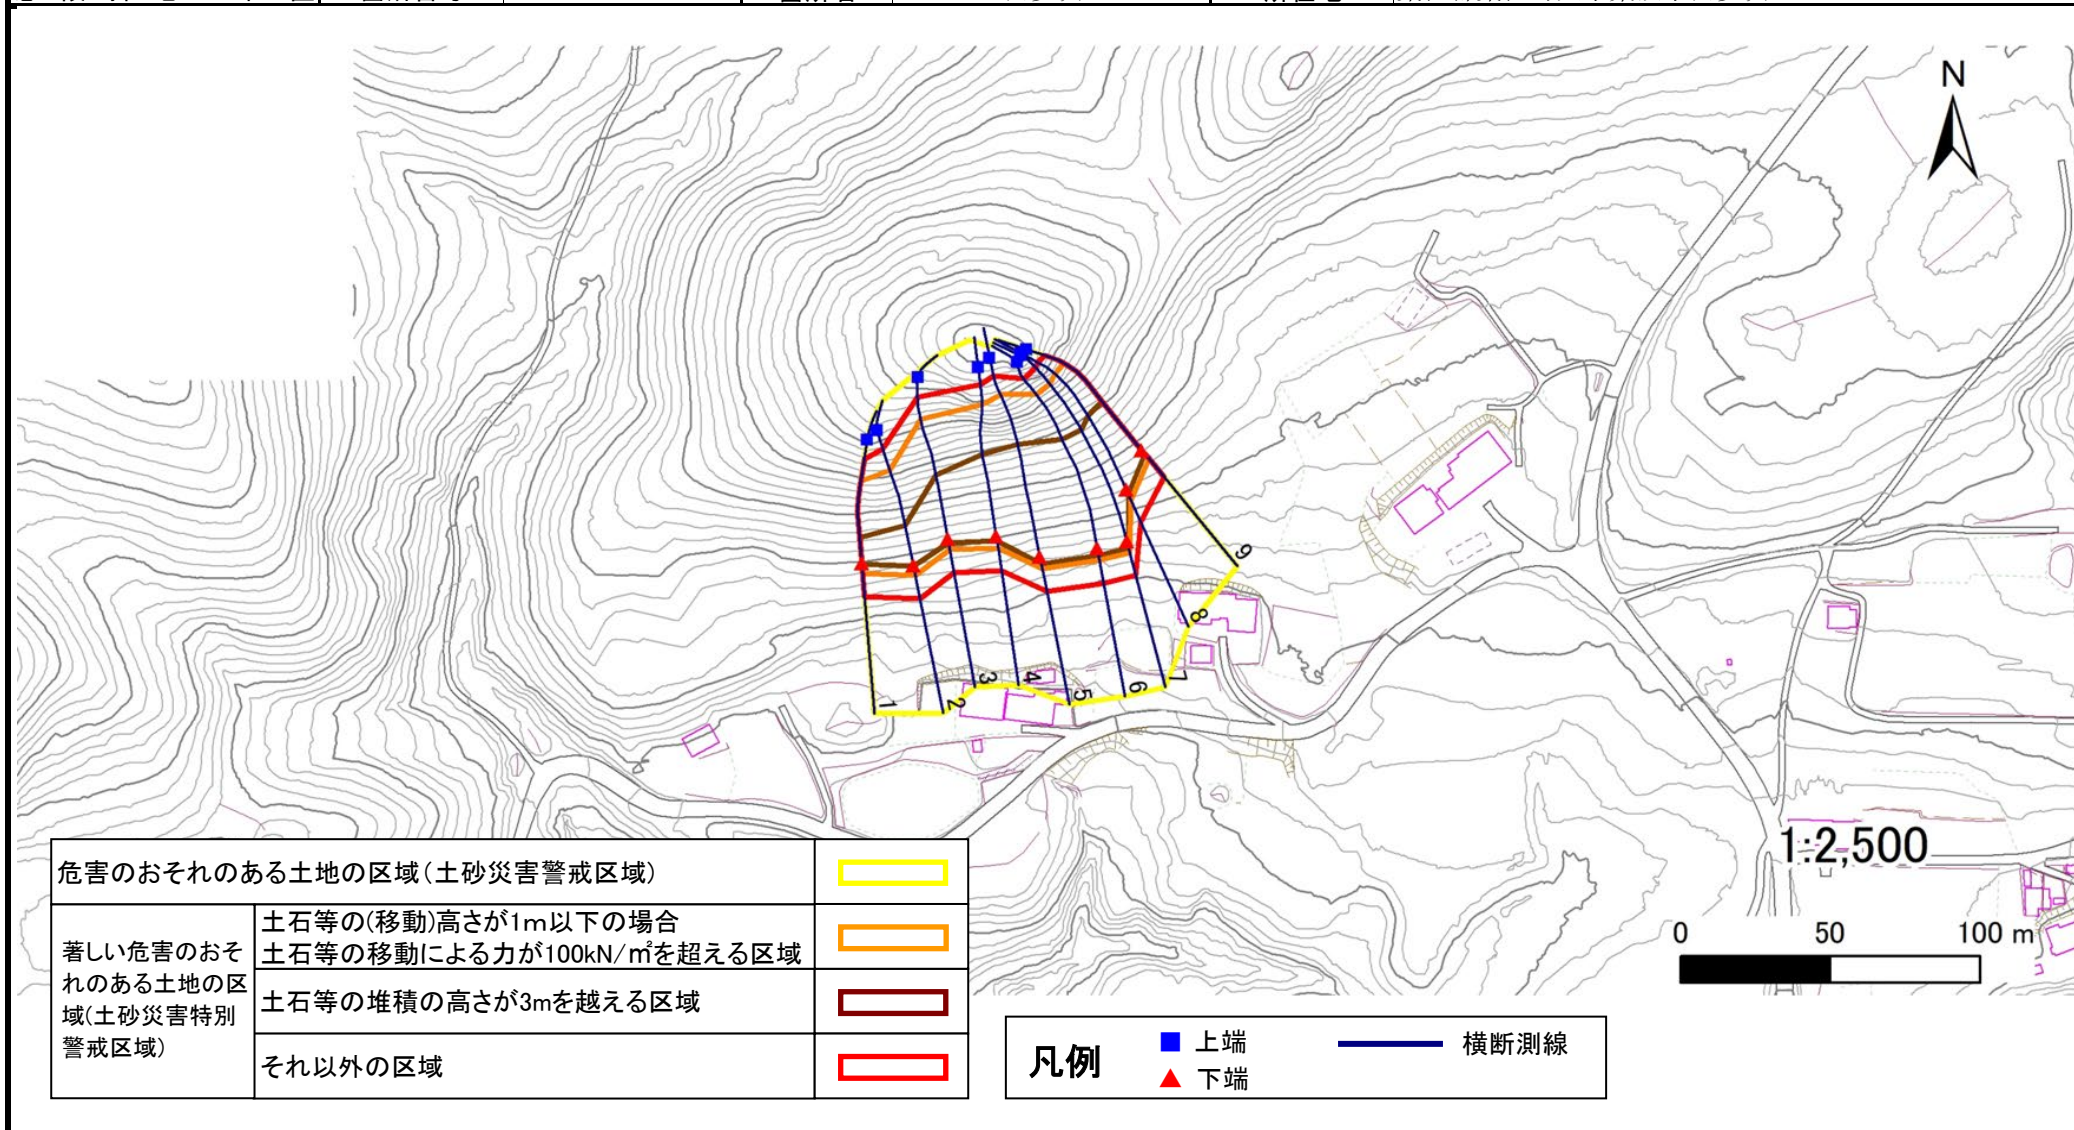 N
1
2
3
4
5
6
7
8
9
1:2,500
0 50 100 m
危害のおそれのある土地の区域(土砂災害警戒区域)
著しい危害のおそ
れのある土地の区
域(土砂災害特別
警戒区域)
土石等の(移動)高さが1m以下の場合
土石等の移動による力が100kN/㎡を超える区域
土石等の堆積の高さが3mを越える区域
それ以外の区域
凡例
上端
下端
横断測線